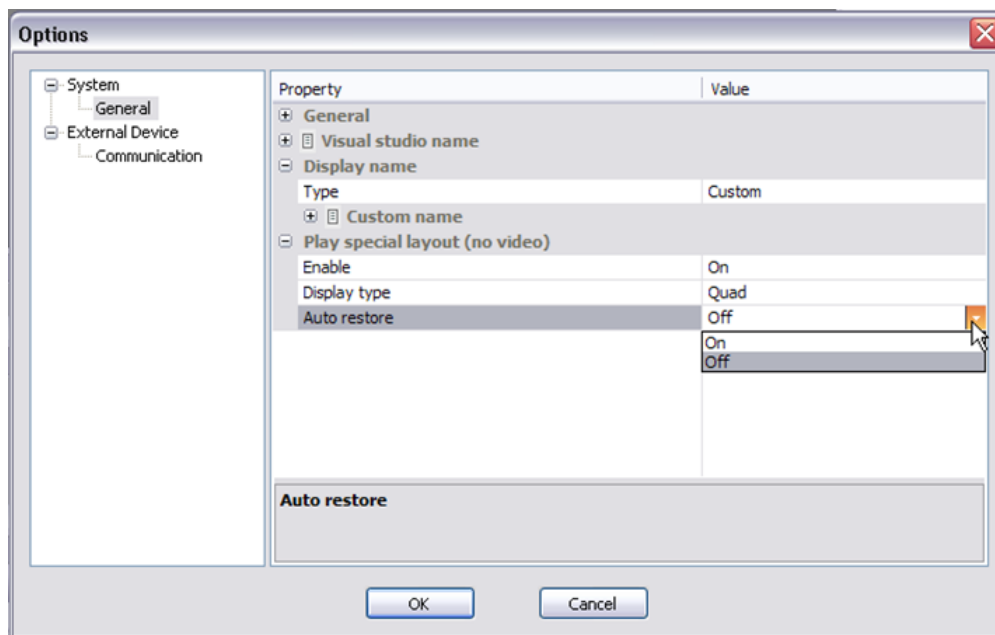 Options
System
General
External Device
Communication
Property Value
General
Visual studio name
Display name
Type Custom
Custom name
Play special layout (no video)
Enable On
Display type Quad
Auto restore Off
On
Off
Auto restore
OK Cancel